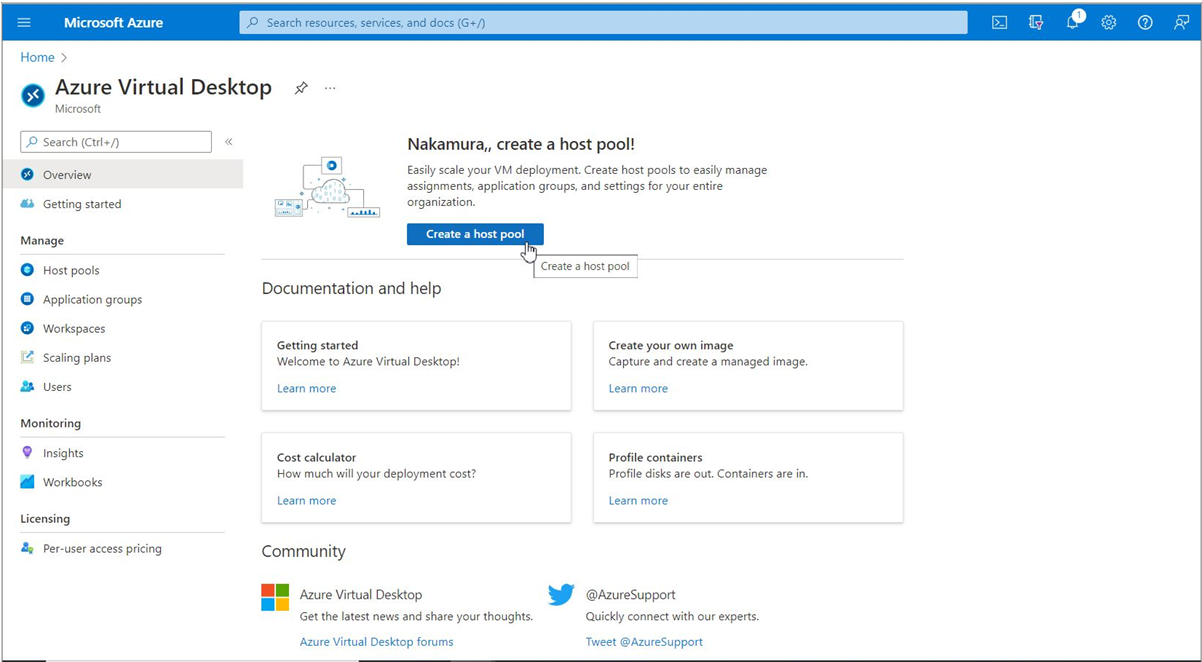 Microsoft Azure
Search resources, services, and docs (G+/)
1
Home
Azure Virtual Desktop
...
Microsoft
Search (Ctrl+/)
«
Overview
Getting started
Manage
Host pools
Application groups
Workspaces
Scaling plans
Users
Monitoring
Insights
Workbooks
Licensing
Per-user access pricing
Nakamura,, create a host pool!
Easily scale your VM deployment. Create host pools to easily manage
assignments, application groups, and settings for your entire
organization.
Create a host pool
Create a host pool
Documentation and help
Getting started
Welcome to Azure Virtual Desktop!
Learn more
Create your own image
Capture and create a managed image.
Learn more
Cost calculator
How much will your deployment cost?
Learn more
Profile containers
Profile disks are out. Containers are in.
Learn more
Community
Azure Virtual Desktop
Get the latest news and share your thoughts.
Azure Virtual Desktop forums
@AzureSupport
Quickly connect with our experts.
Tweet @AzureSupport